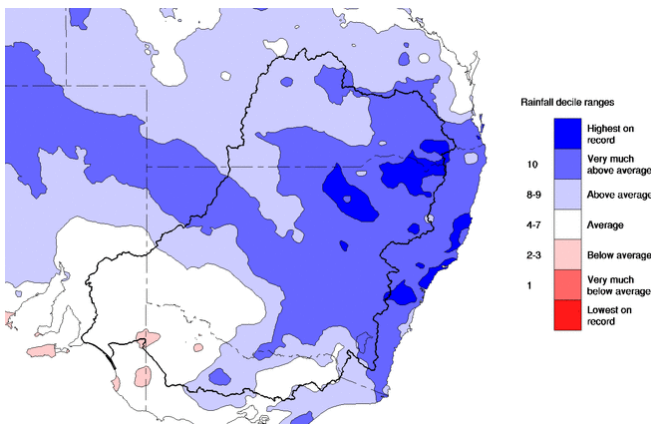 Rainfall decile ranges
Highest on
record
10
Very much
above average
8-9
Above average
4-7
Average
2-3
Below average
1
Very much
below average
Lowest on
record